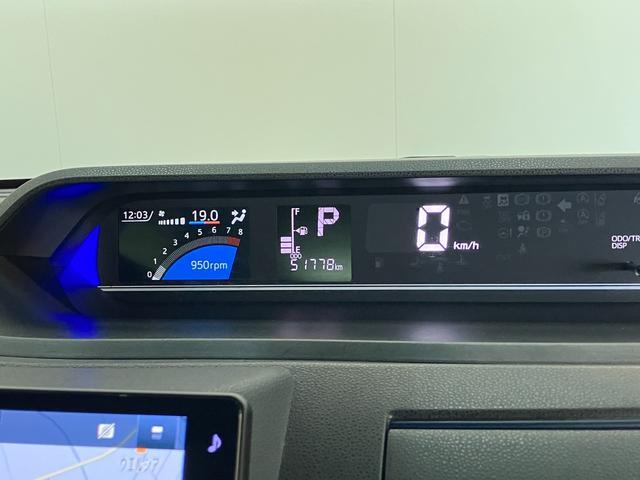 12:03/ 19.0
0 1 2 3 4 5 6 7 8
950rpm
F
P
E
ODO
51778km
0 km/h
ODO/TR
DISP